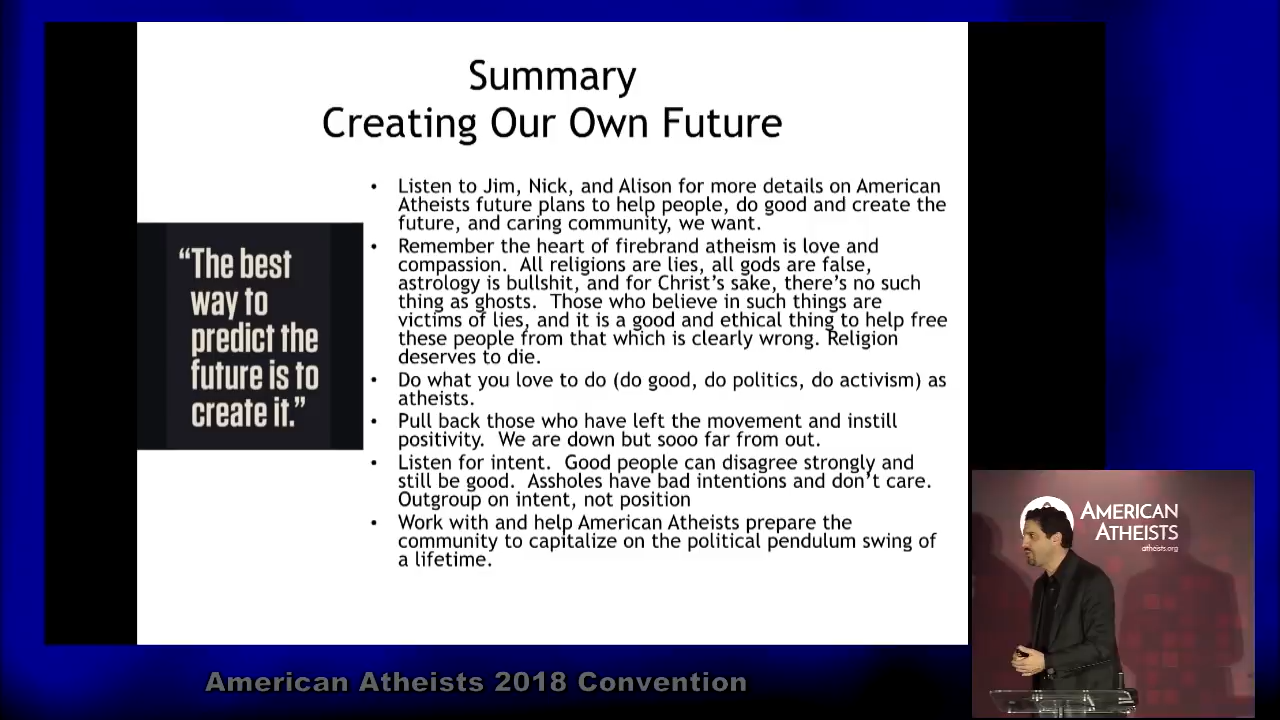 Summary
Creating Our Own Future
• Listen to Jim, Nick, and Alison for more details on American
Atheists future plans to help people, do good and create the
future, and caring community, we want.
• Remember the heart of firebrand atheism is love and
compassion.  All religions are lies, all gods are false,
astrology is bullshit, and for Christ's sake, there's no such
thing as ghosts.  Those who believe in such things are
victims of lies, and it is a good and ethical thing to help free
these people from that which is clearly wrong. Religion
deserves to die.
• Do what you love to do (do good, do politics, do activism) as
atheists.
• Pull back those who have left the movement and instill
positivity.  We are down but sooo far from out.
• Listen for intent.  Good people can disagree strongly and
still be good.  Assholes have bad intentions and don't care.
Outgroup on intent, not position
• Work with and help American Atheists prepare the
community to capitalize on the political pendulum swing of
a lifetime.
“The best
way to
predict the
future is to
create it.”
AMERICAN
ATHEISTS
atheists.org
American Atheists 2018 Convention